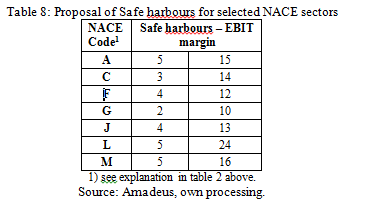 Table 8: Proposal of Safe harbours for selected NACE sectors
NACE Safe harbours – EBIT
Code1 margin
A 5 15
C 3 14
F 4 12
G 2 10
J 4 13
L 5 24
M 5 16
1) see explanation in table 2 above.
Source: Amadeus, own processing.